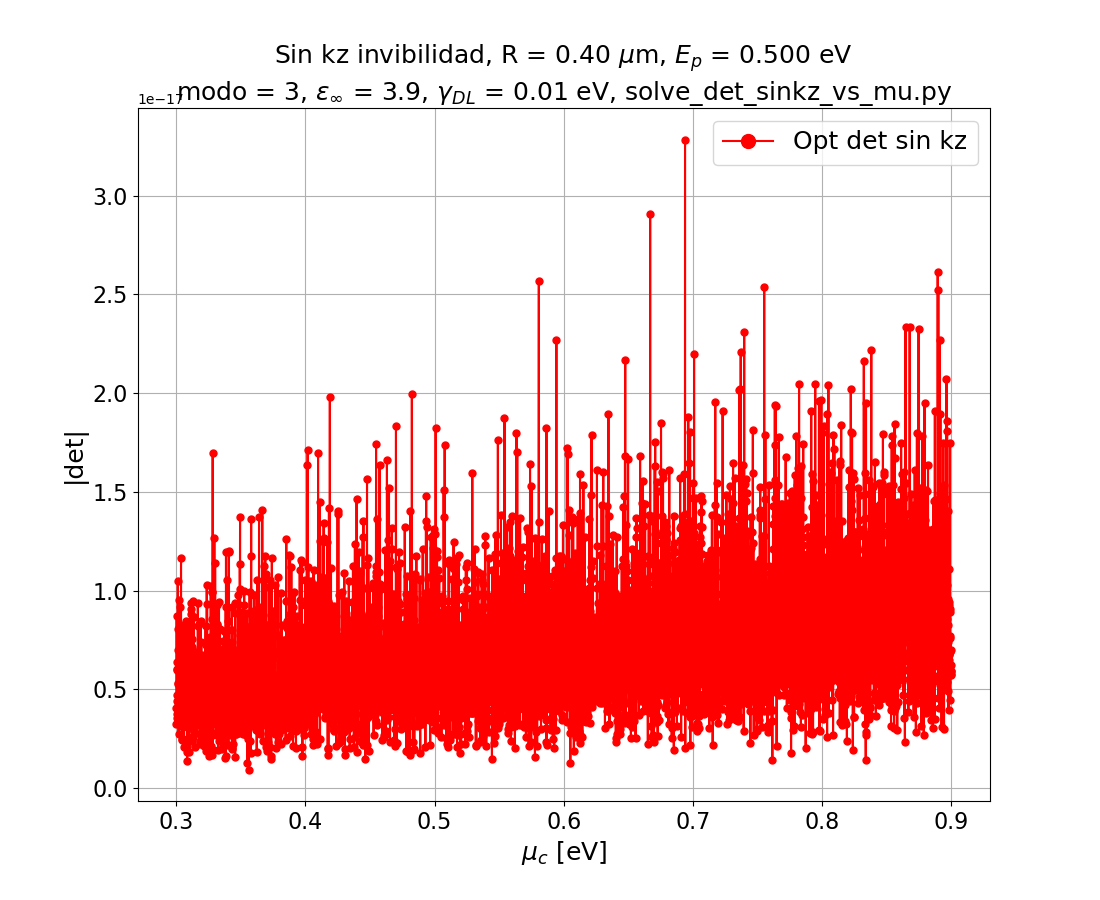 Sin kz invibilidad, R = 0.40 μm, E_p = 0.500 eV
modo = 3, ε_∞ = 3.9, γ_DL = 0.01 eV, solve_det_sinkz_vs_mu.py
1e−17
Opt det sin kz
3.0
2.5
2.0
1.5
1.0
0.5
0.0
|det|
0.3 0.4 0.5 0.6 0.7 0.8 0.9
μ_c [eV]